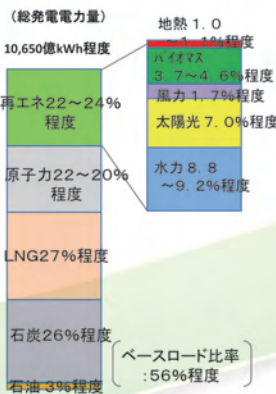 (総発電電力量)
10,650億kWh程度
地熱 1.0
～1.1%程度
バイオマス
3.7～4.6%程度
風力 1.7%程度
太陽光 7.0%程度
水力 8.8
～9.2%程度
再エネ22～24%
程度
原子力22～20%
程度
LNG27%程度
石炭26%程度
石油 3%程度
ベースロード比率
:56%程度